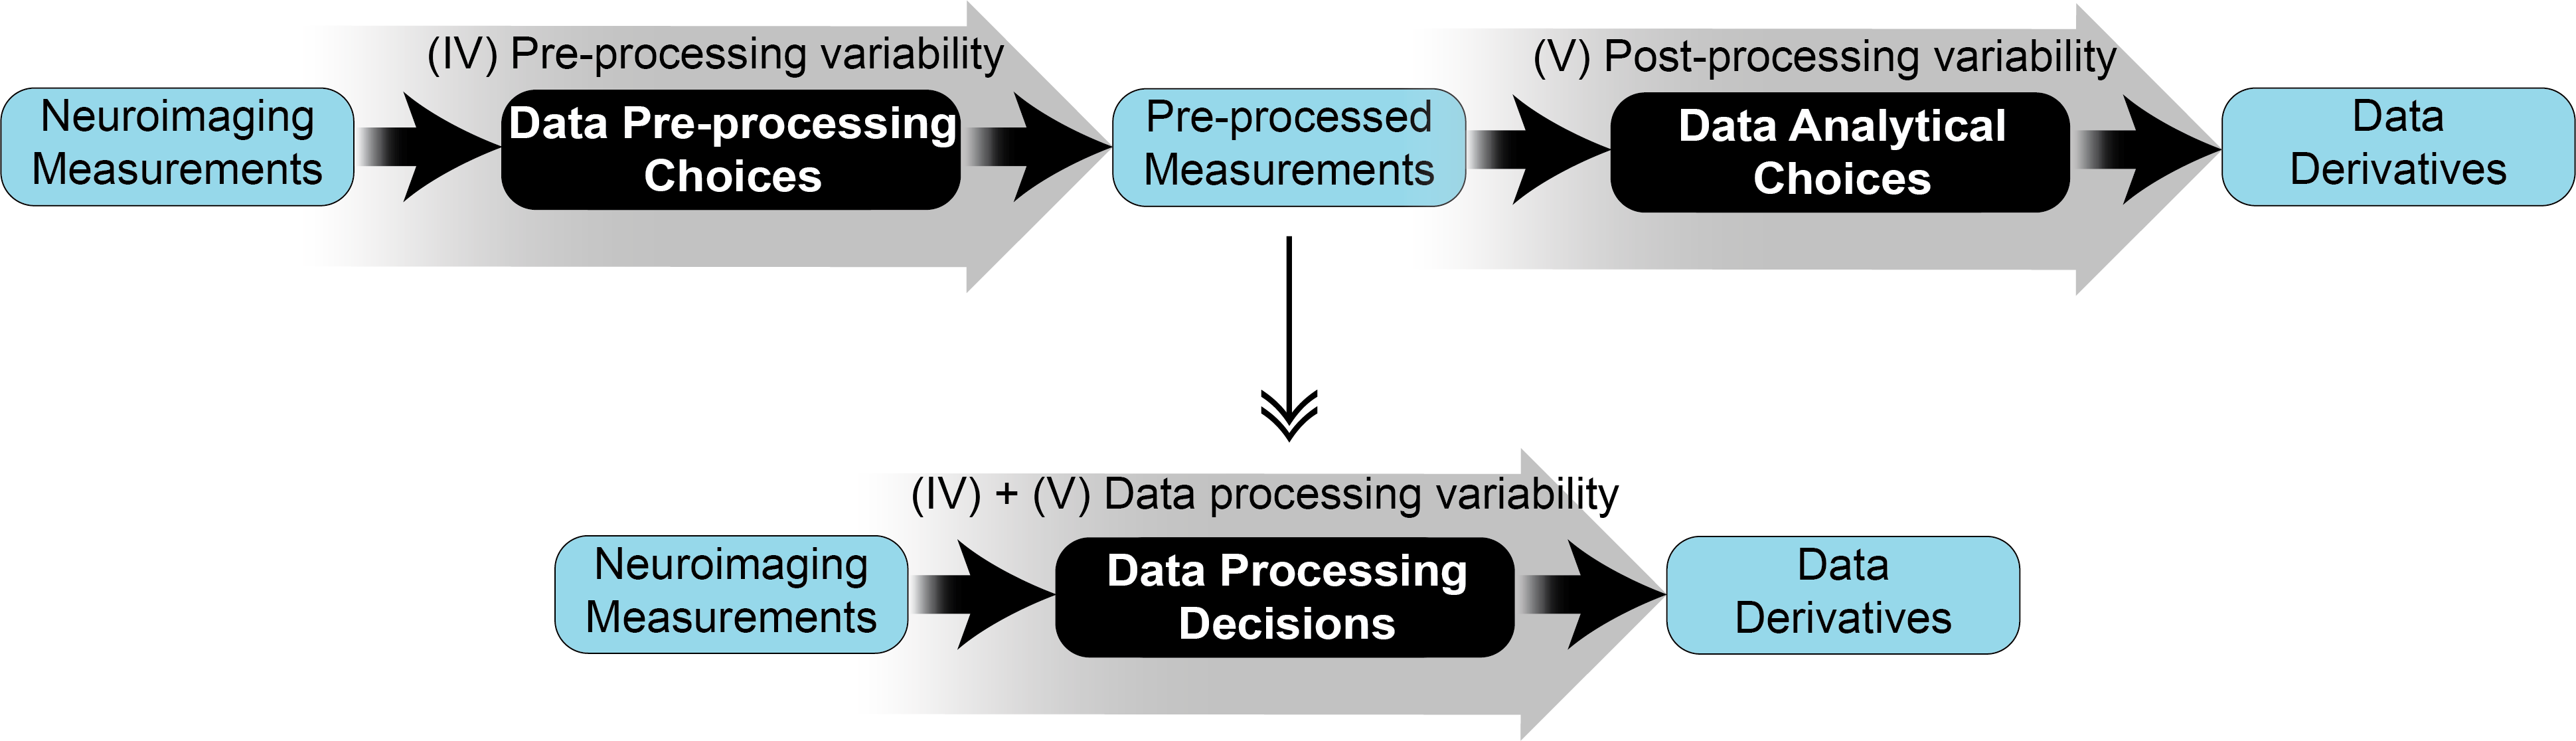 (IV) Pre-processing variability
(V) Post-processing variability
Neuroimaging
Measurements
Data Pre-processing
Choices
Pre-processed
Measurements
Data Analytical
Choices
Data
Derivatives
(IV) + (V) Data processing variability
Neuroimaging
Measurements
Data Processing
Decisions
Data
Derivatives